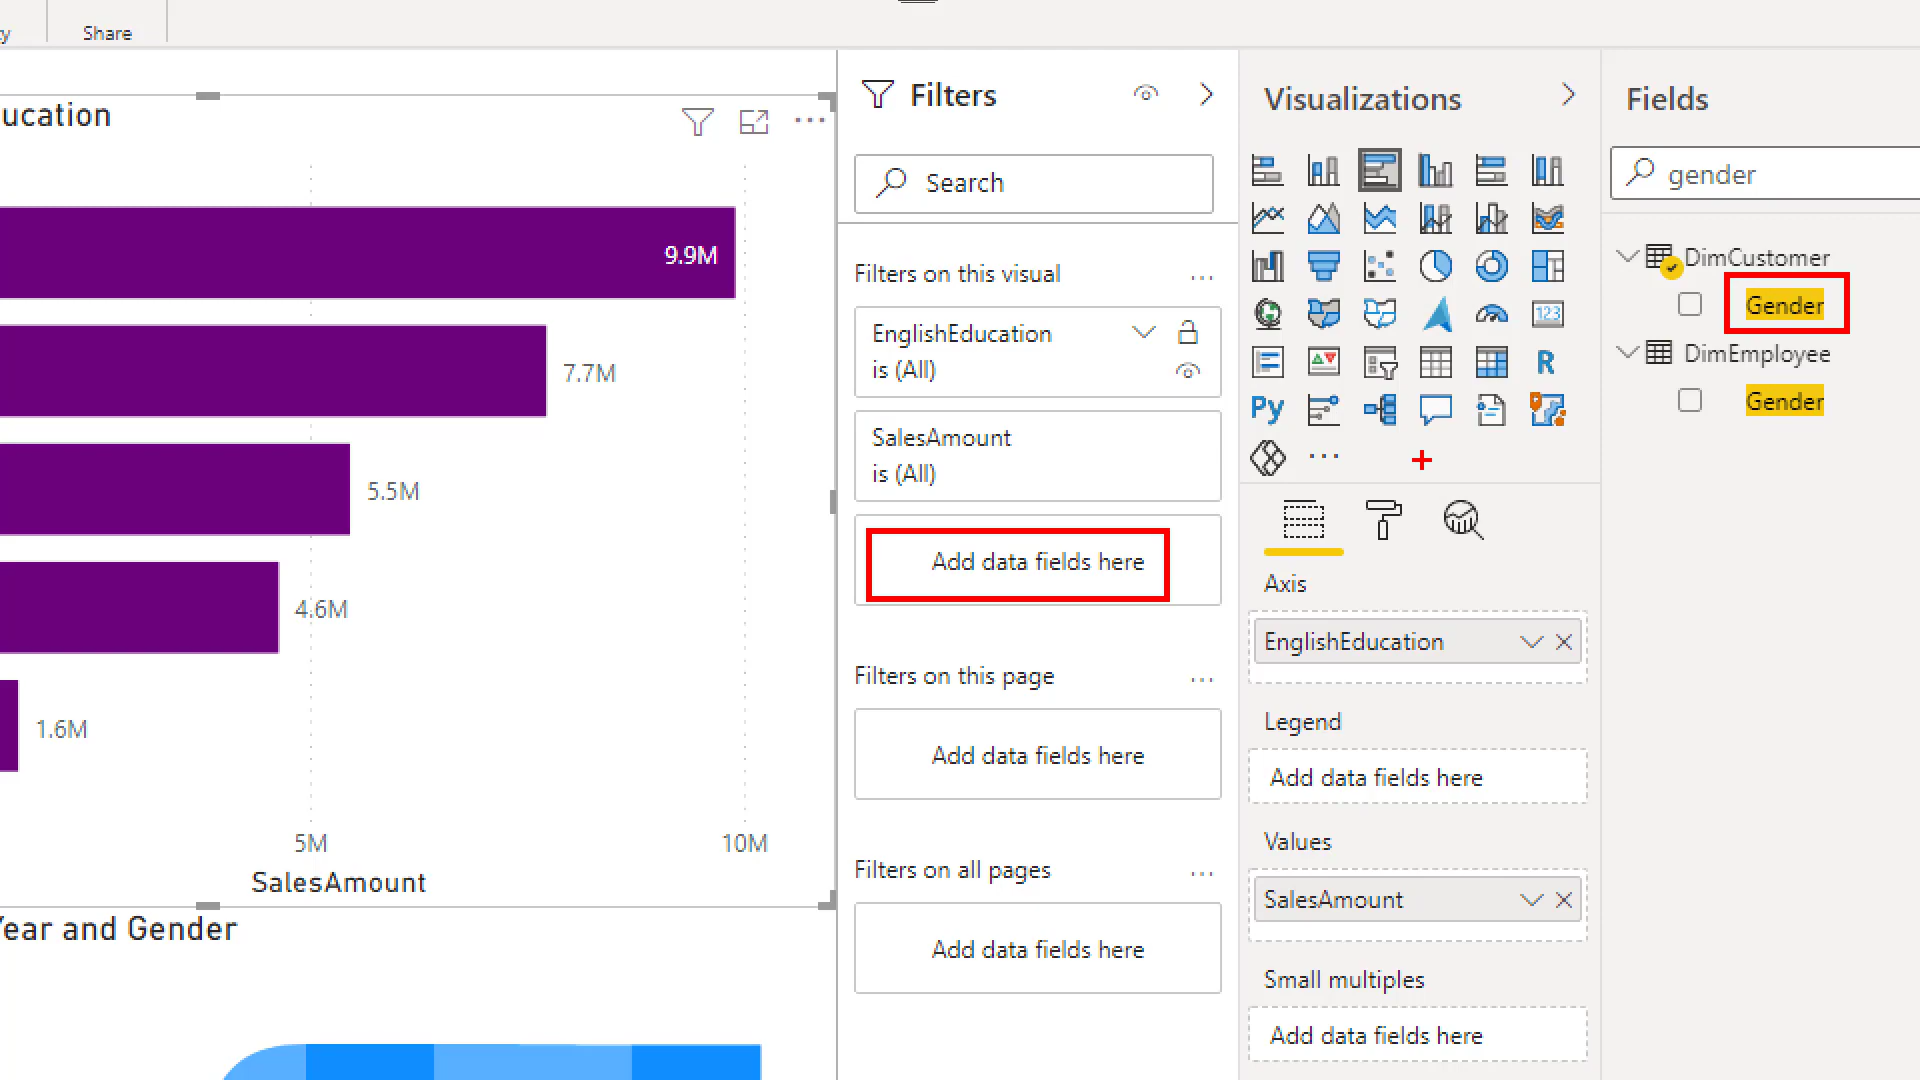 Share
ucation
9.9M
7.7M
5.5M
4.6M
1.6M
5M
10M
SalesAmount
Year and Gender
Filters
Search
Filters on this visual
EnglishEducation
is (All)
SalesAmount
is (All)
Add data fields here
Filters on this page
Add data fields here
Filters on all pages
Add data fields here
Visualizations
123
R
Py
Axis
EnglishEducation
Legend
Add data fields here
Values
SalesAmount
Small multiples
Add data fields here
Fields
gender
DimCustomer
Gender
DimEmployee
Gender